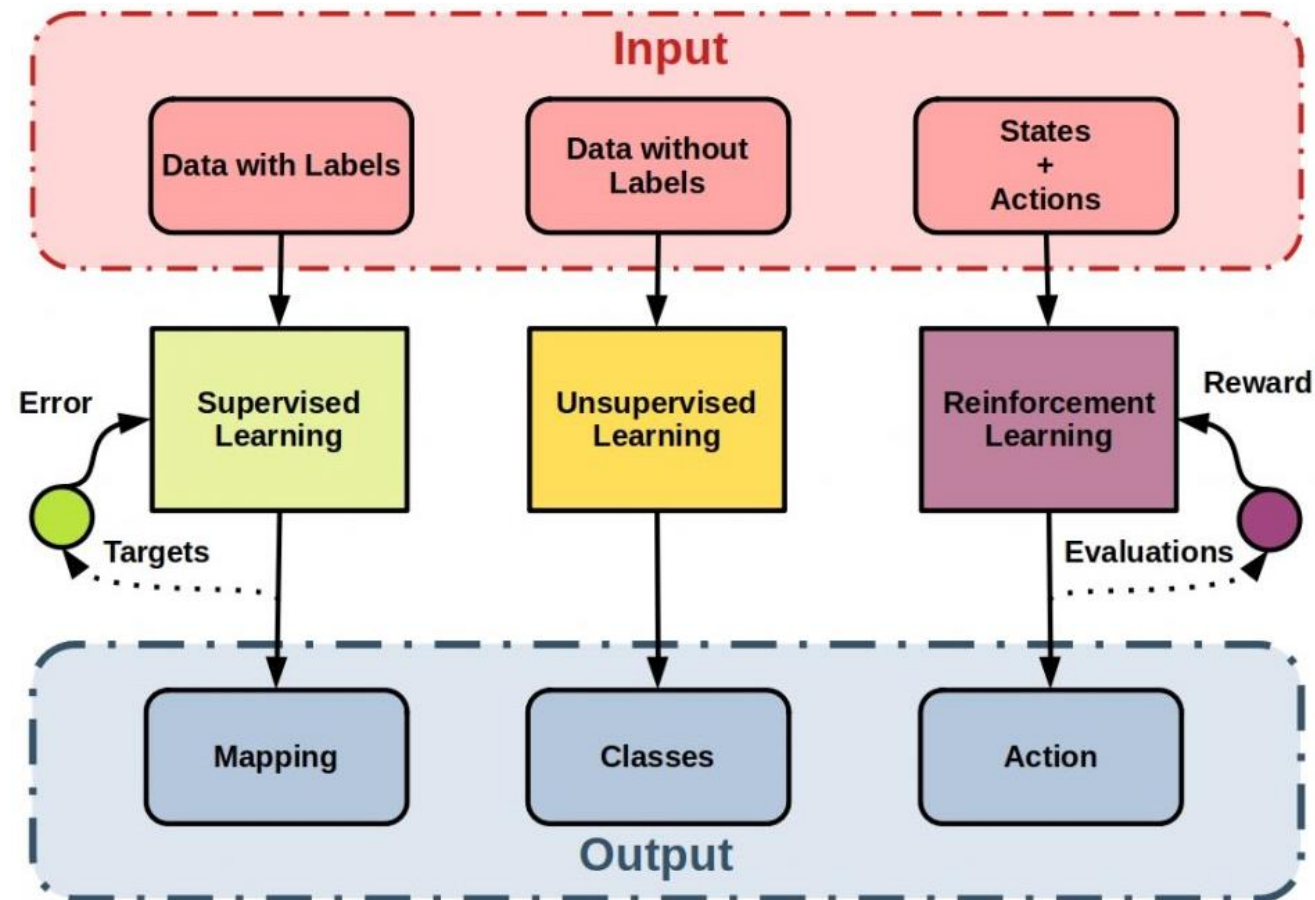 Input
Data with Labels
Data without
Labels
States
+
Actions
Error
Supervised
Learning
Unsupervised
Learning
Reinforcement
Learning
Reward
Targets
Evaluations
Mapping
Classes
Action
Output